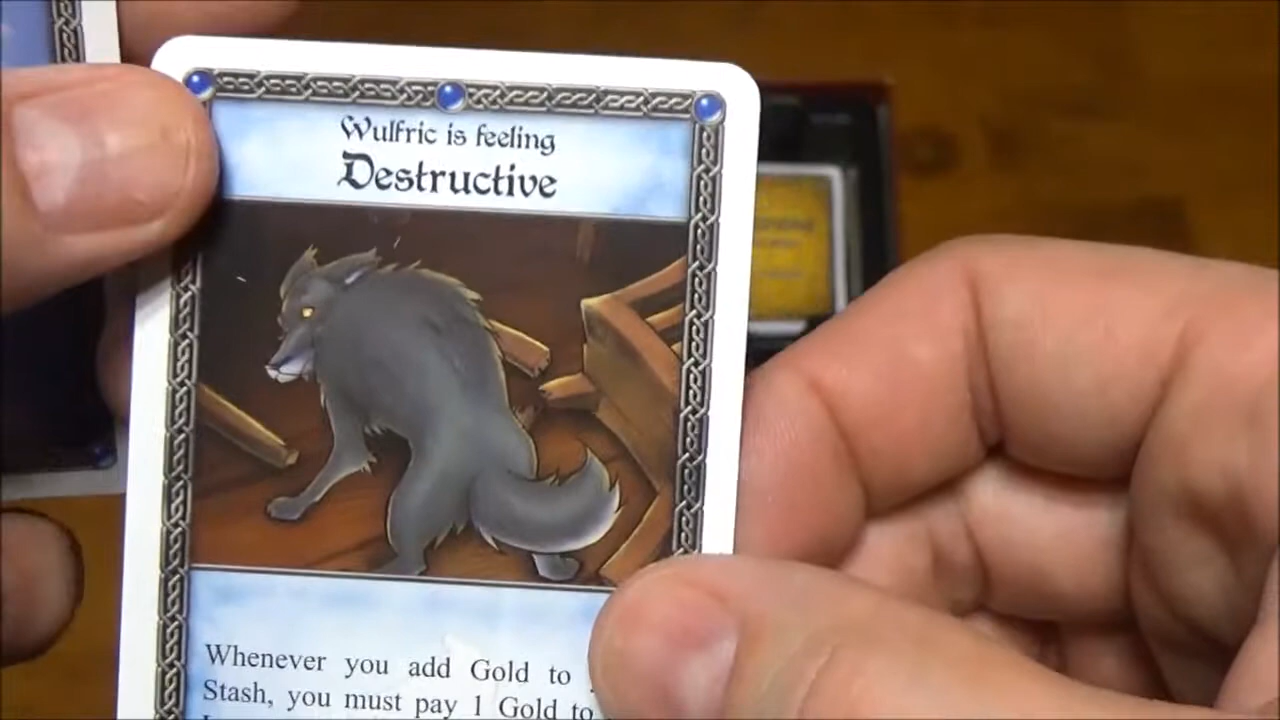 Wulfric is feeling
Destructive
Whenever you add Gold to
Stash, you must pay 1 Gold to